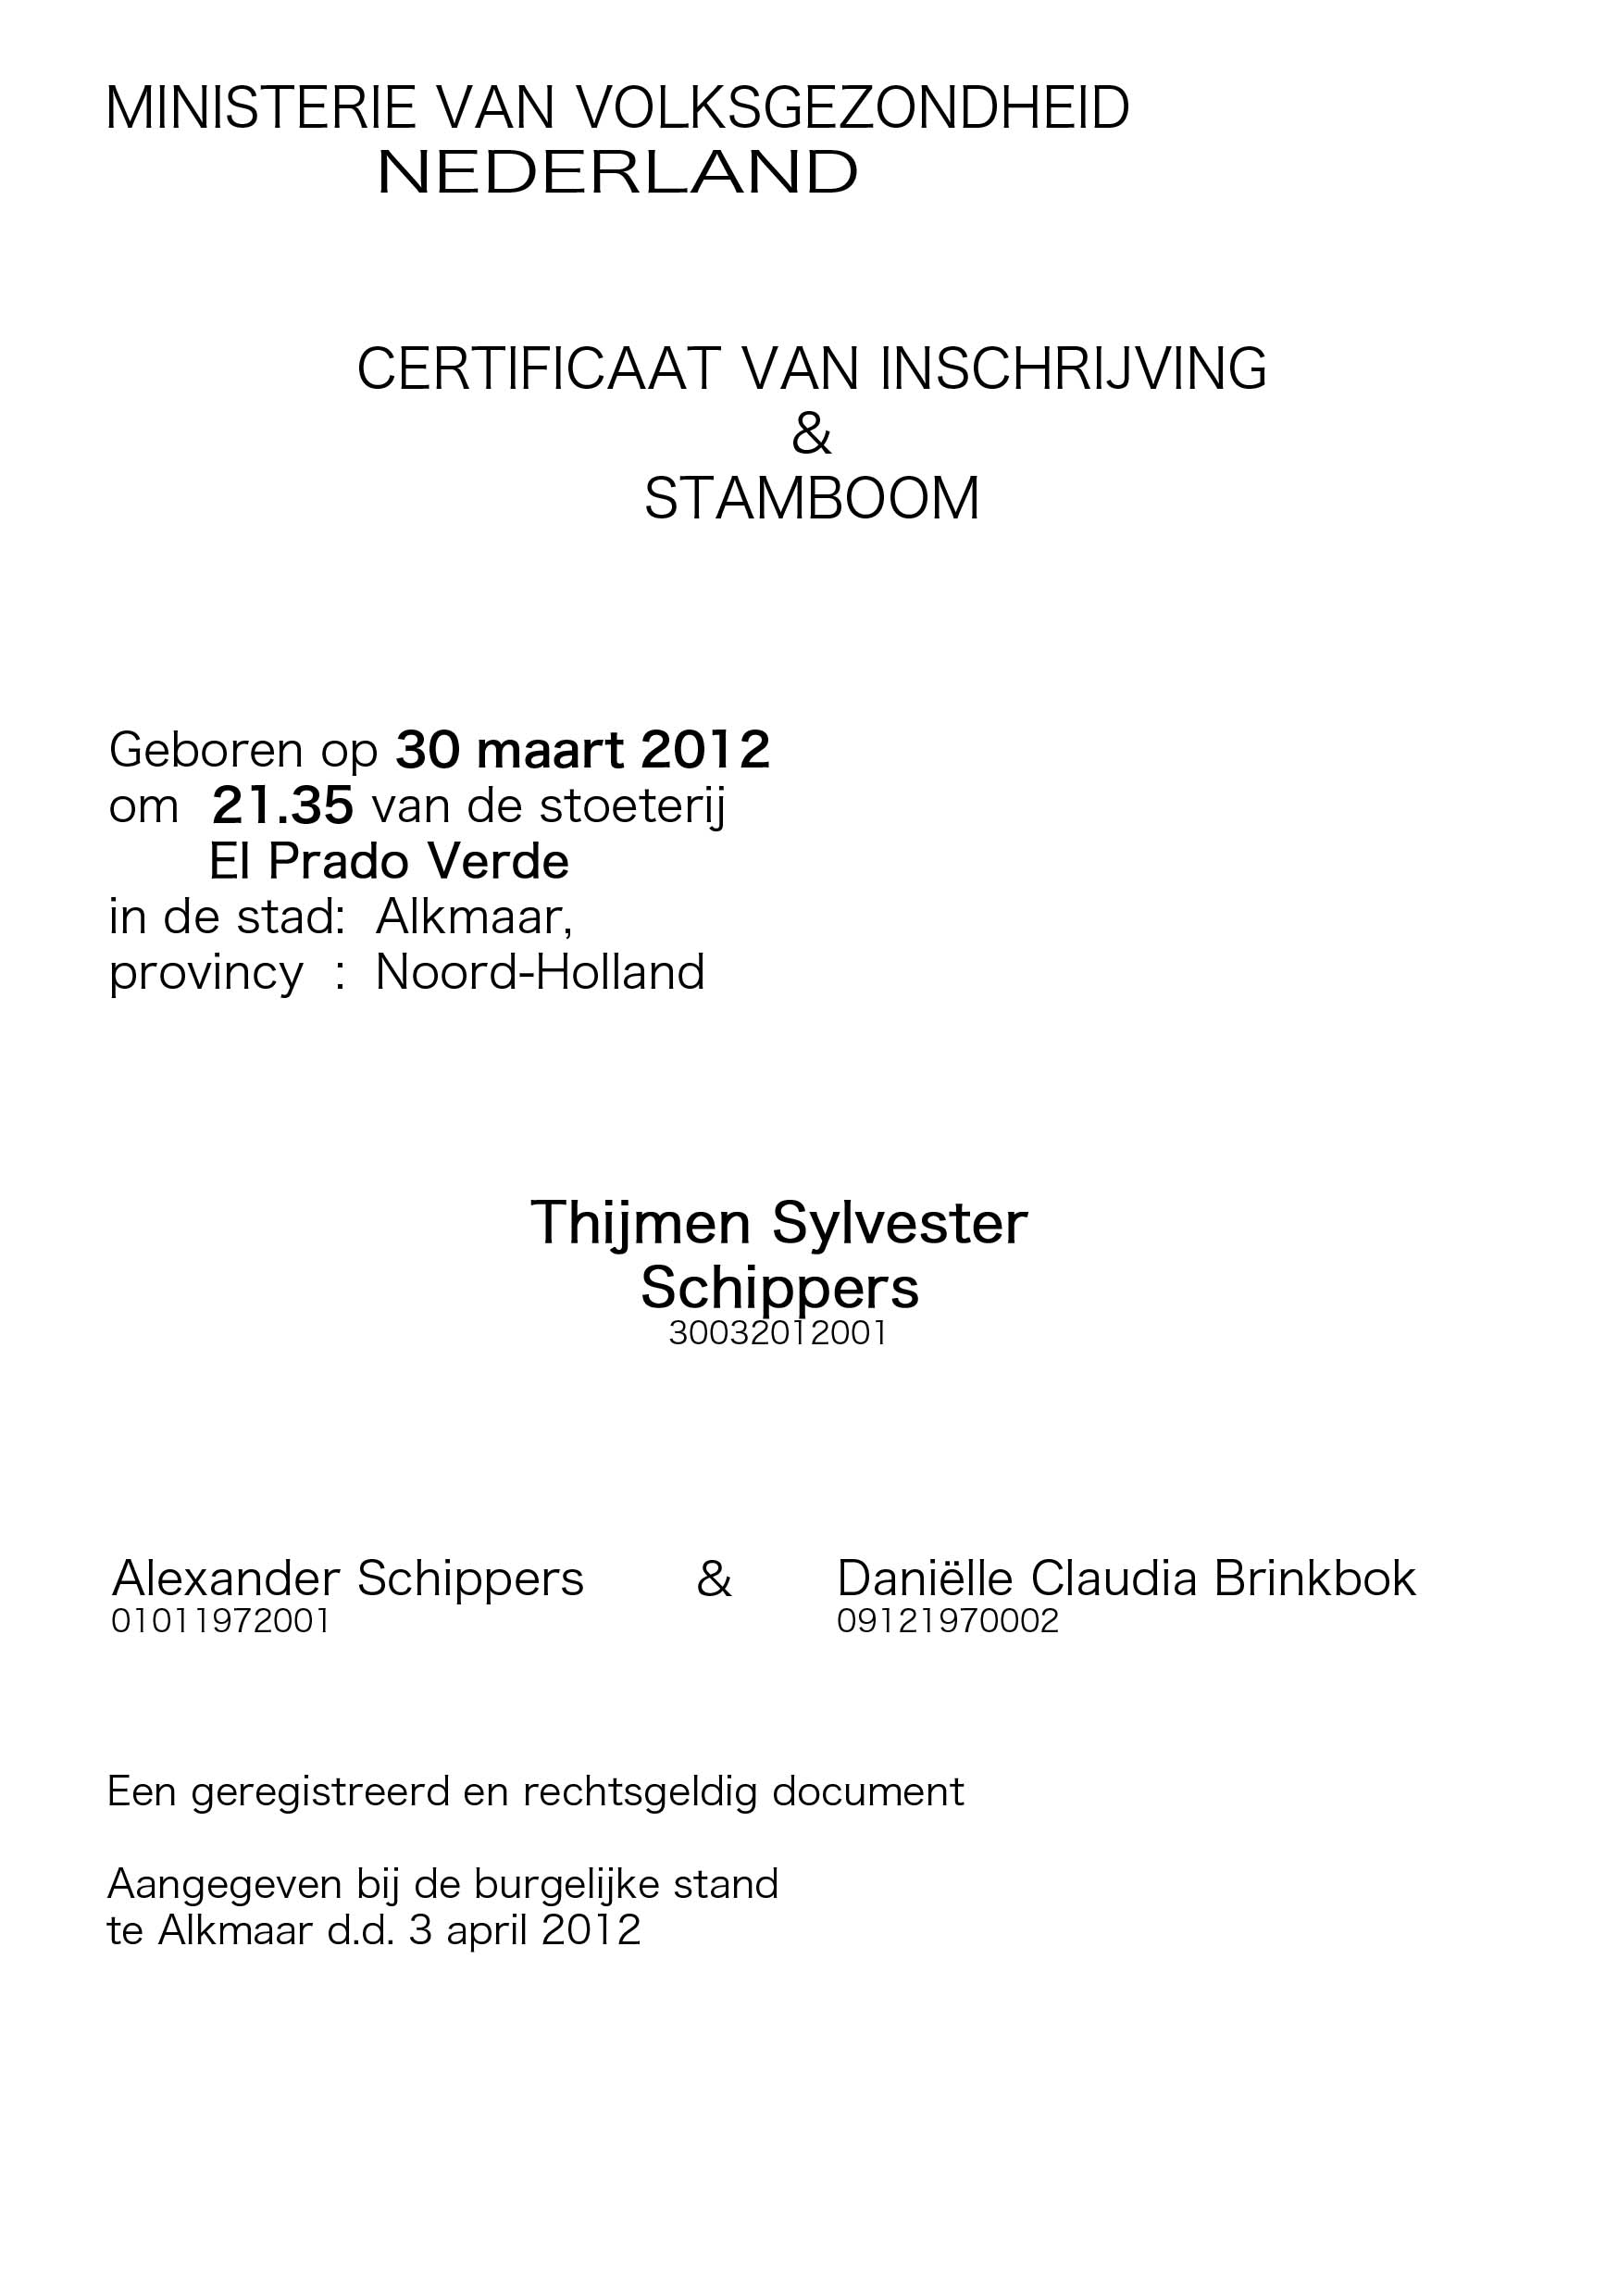 MINISTERIE VAN VOLKSGEZONDHEID
NEDERLAND
CERTIFICAAT VAN INSCHRIJVING
&
STAMBOOM
Geboren op 30 maart 2012
om 21.35 van de stoeterij
El Prado Verde
in de stad: Alkmaar,
provincy : Noord-Holland
Thijmen Sylvester
Schippers
30032012001
Alexander Schippers & Daniëlle Claudia Brinkbok
01011972001 09121970002
Een geregistreerd en rechtsgeldig document
Aangegeven bij de burgelijke stand
te Alkmaar d.d. 3 april 2012